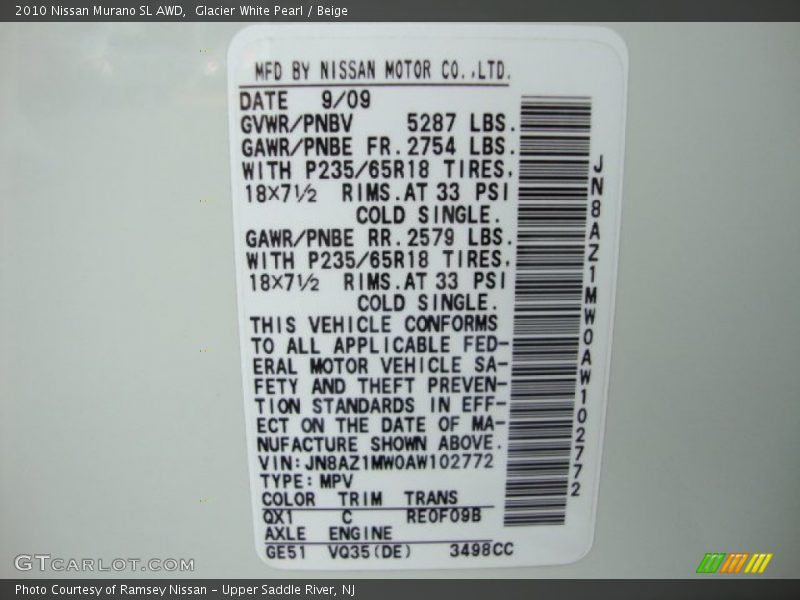 2010 Nissan Murano SL AWD,  Glacier White Pearl / Beige
MFD BY NISSAN MOTOR CO.,LTD.
DATE 9/09
GVWR/PNBV 5287 LBS.
GAWR/PNBE FR.2754 LBS.
WITH P235/65R18 TIRES.
18×7½ RIMS.AT 33 PSI
COLD SINGLE.
GAWR/PNBE RR.2579 LBS.
WITH P235/65R18 TIRES.
18×7½ RIMS.AT 33 PSI
COLD SINGLE.
THIS VEHICLE CONFORMS
TO ALL APPLICABLE FED-
ERAL MOTOR VEHICLE SA-
FETY AND THEFT PREVEN-
TION STANDARDS IN EFF-
ECT ON THE DATE OF MA-
NUFACTURE SHOWN ABOVE.
VIN:JN8AZ1MW0AW102772
TYPE:MPV
COLOR TRIM TRANS
QX1 C RE0F09B
AXLE ENGINE
GE51 VQ35(DE) 3498CC
JN8AZ1MW0AW102772
GTCARLOT.COM
Photo Courtesy of Ramsey Nissan - Upper Saddle River, NJ